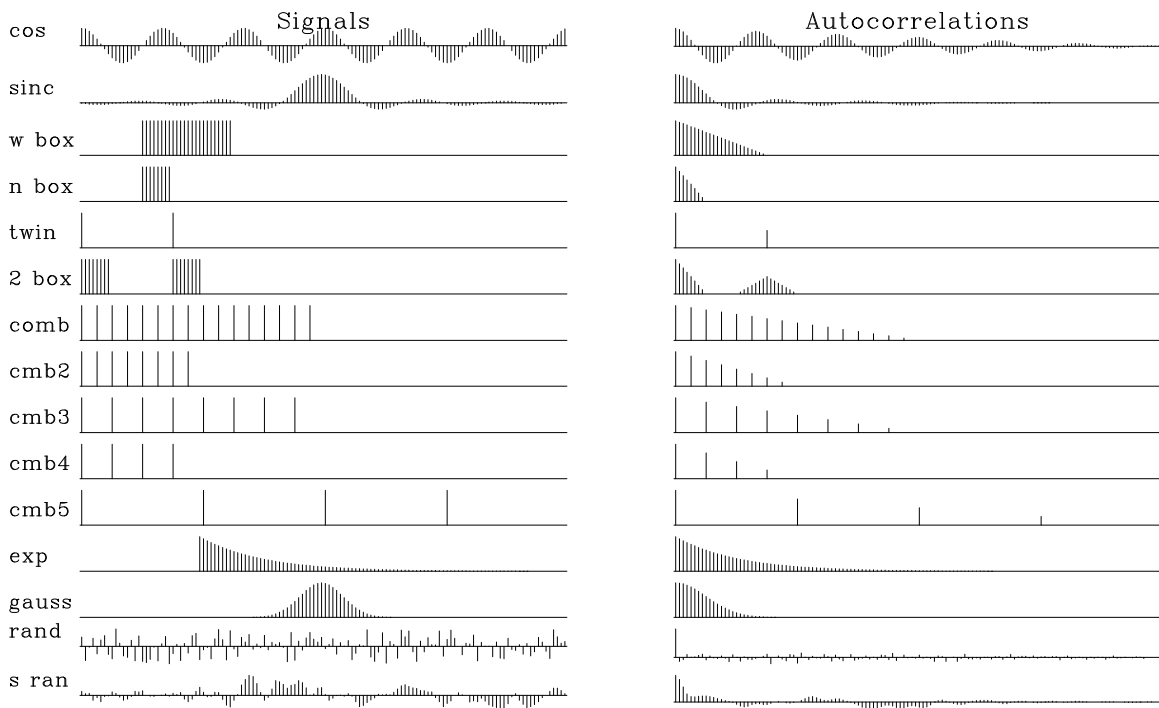 Signals
Autocorrelations
cos
sinc
w box
n box
twin
2 box
comb
cmb2
cmb3
cmb4
cmb5
exp
gauss
rand
s ran